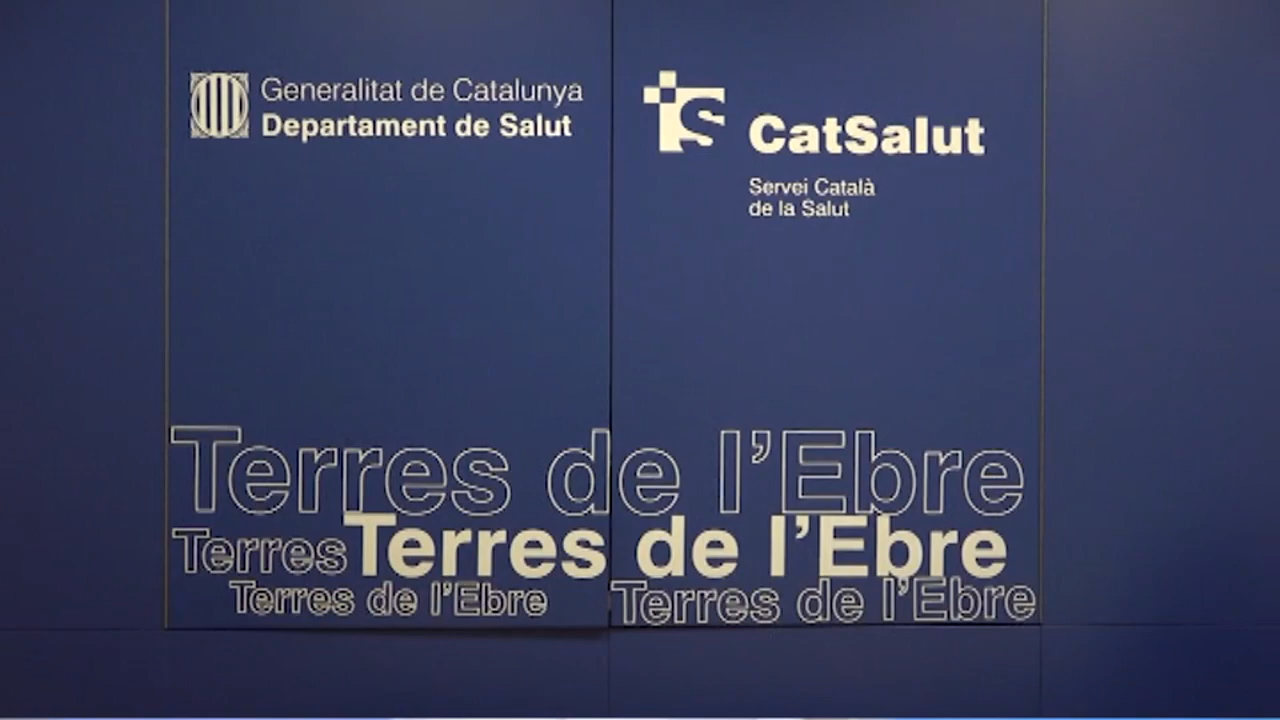 Generalitat de Catalunya
Departament de Salut
CatSalut
Servei Català
de la Salut
Terres de l'Ebre
Terres Terres de l'Ebre
Terres de l'Ebre Terres de l'Ebre